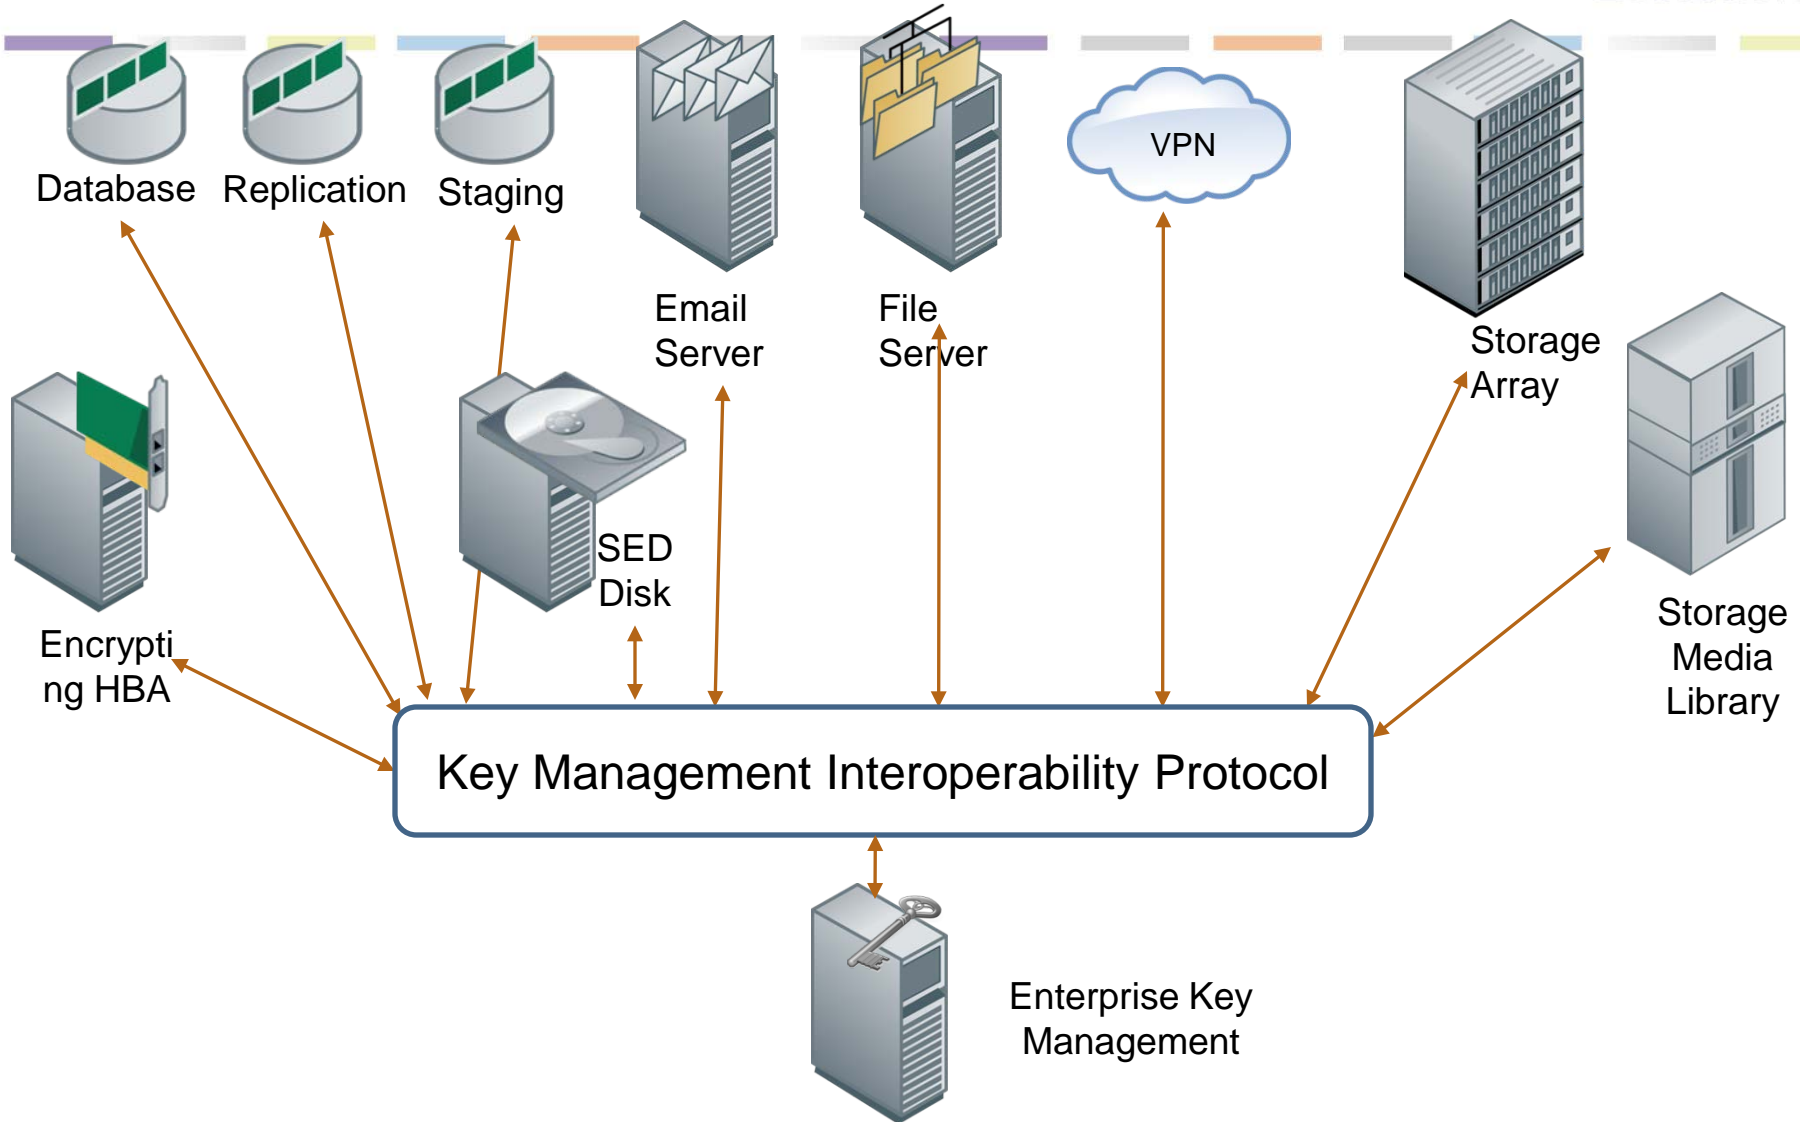 Database
Replication
Staging
VPN
Email
Server
File
Server
Storage
Array
SED
Disk
Encrypti
ng HBA
Storage
Media
Library
Key Management Interoperability Protocol
Enterprise Key
Management